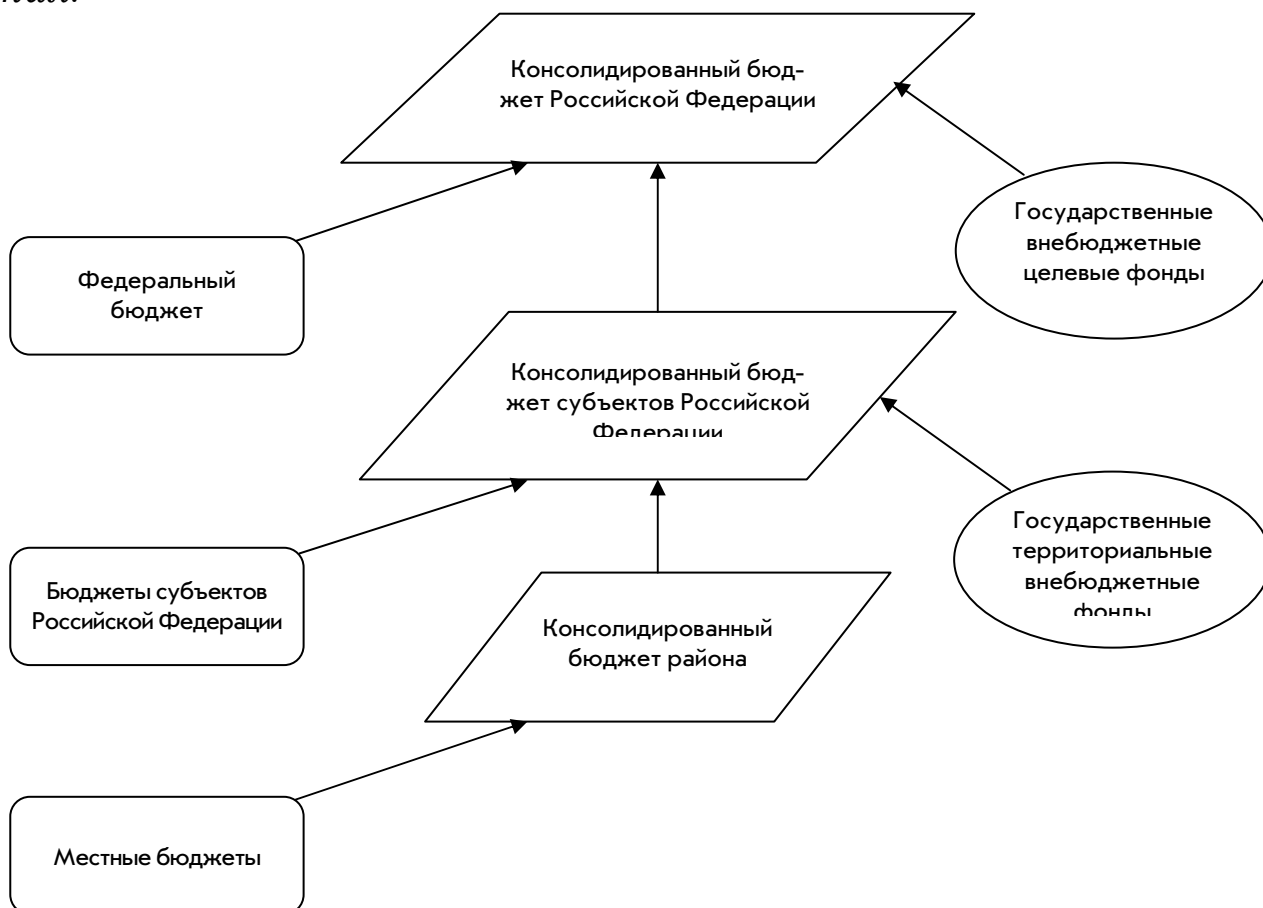 Консолидированный бюд-
жет Российской Федерации
Государственные
внебюджетные
целевые фонды
Федеральный
бюджет
Консолидированный бюд-
жет субъектов Российской
Федерации
Государственные
территориальные
внебюджетные
фонды
Бюджеты субъектов
Российской Федерации
Консолидированный
бюджет района
Местные бюджеты